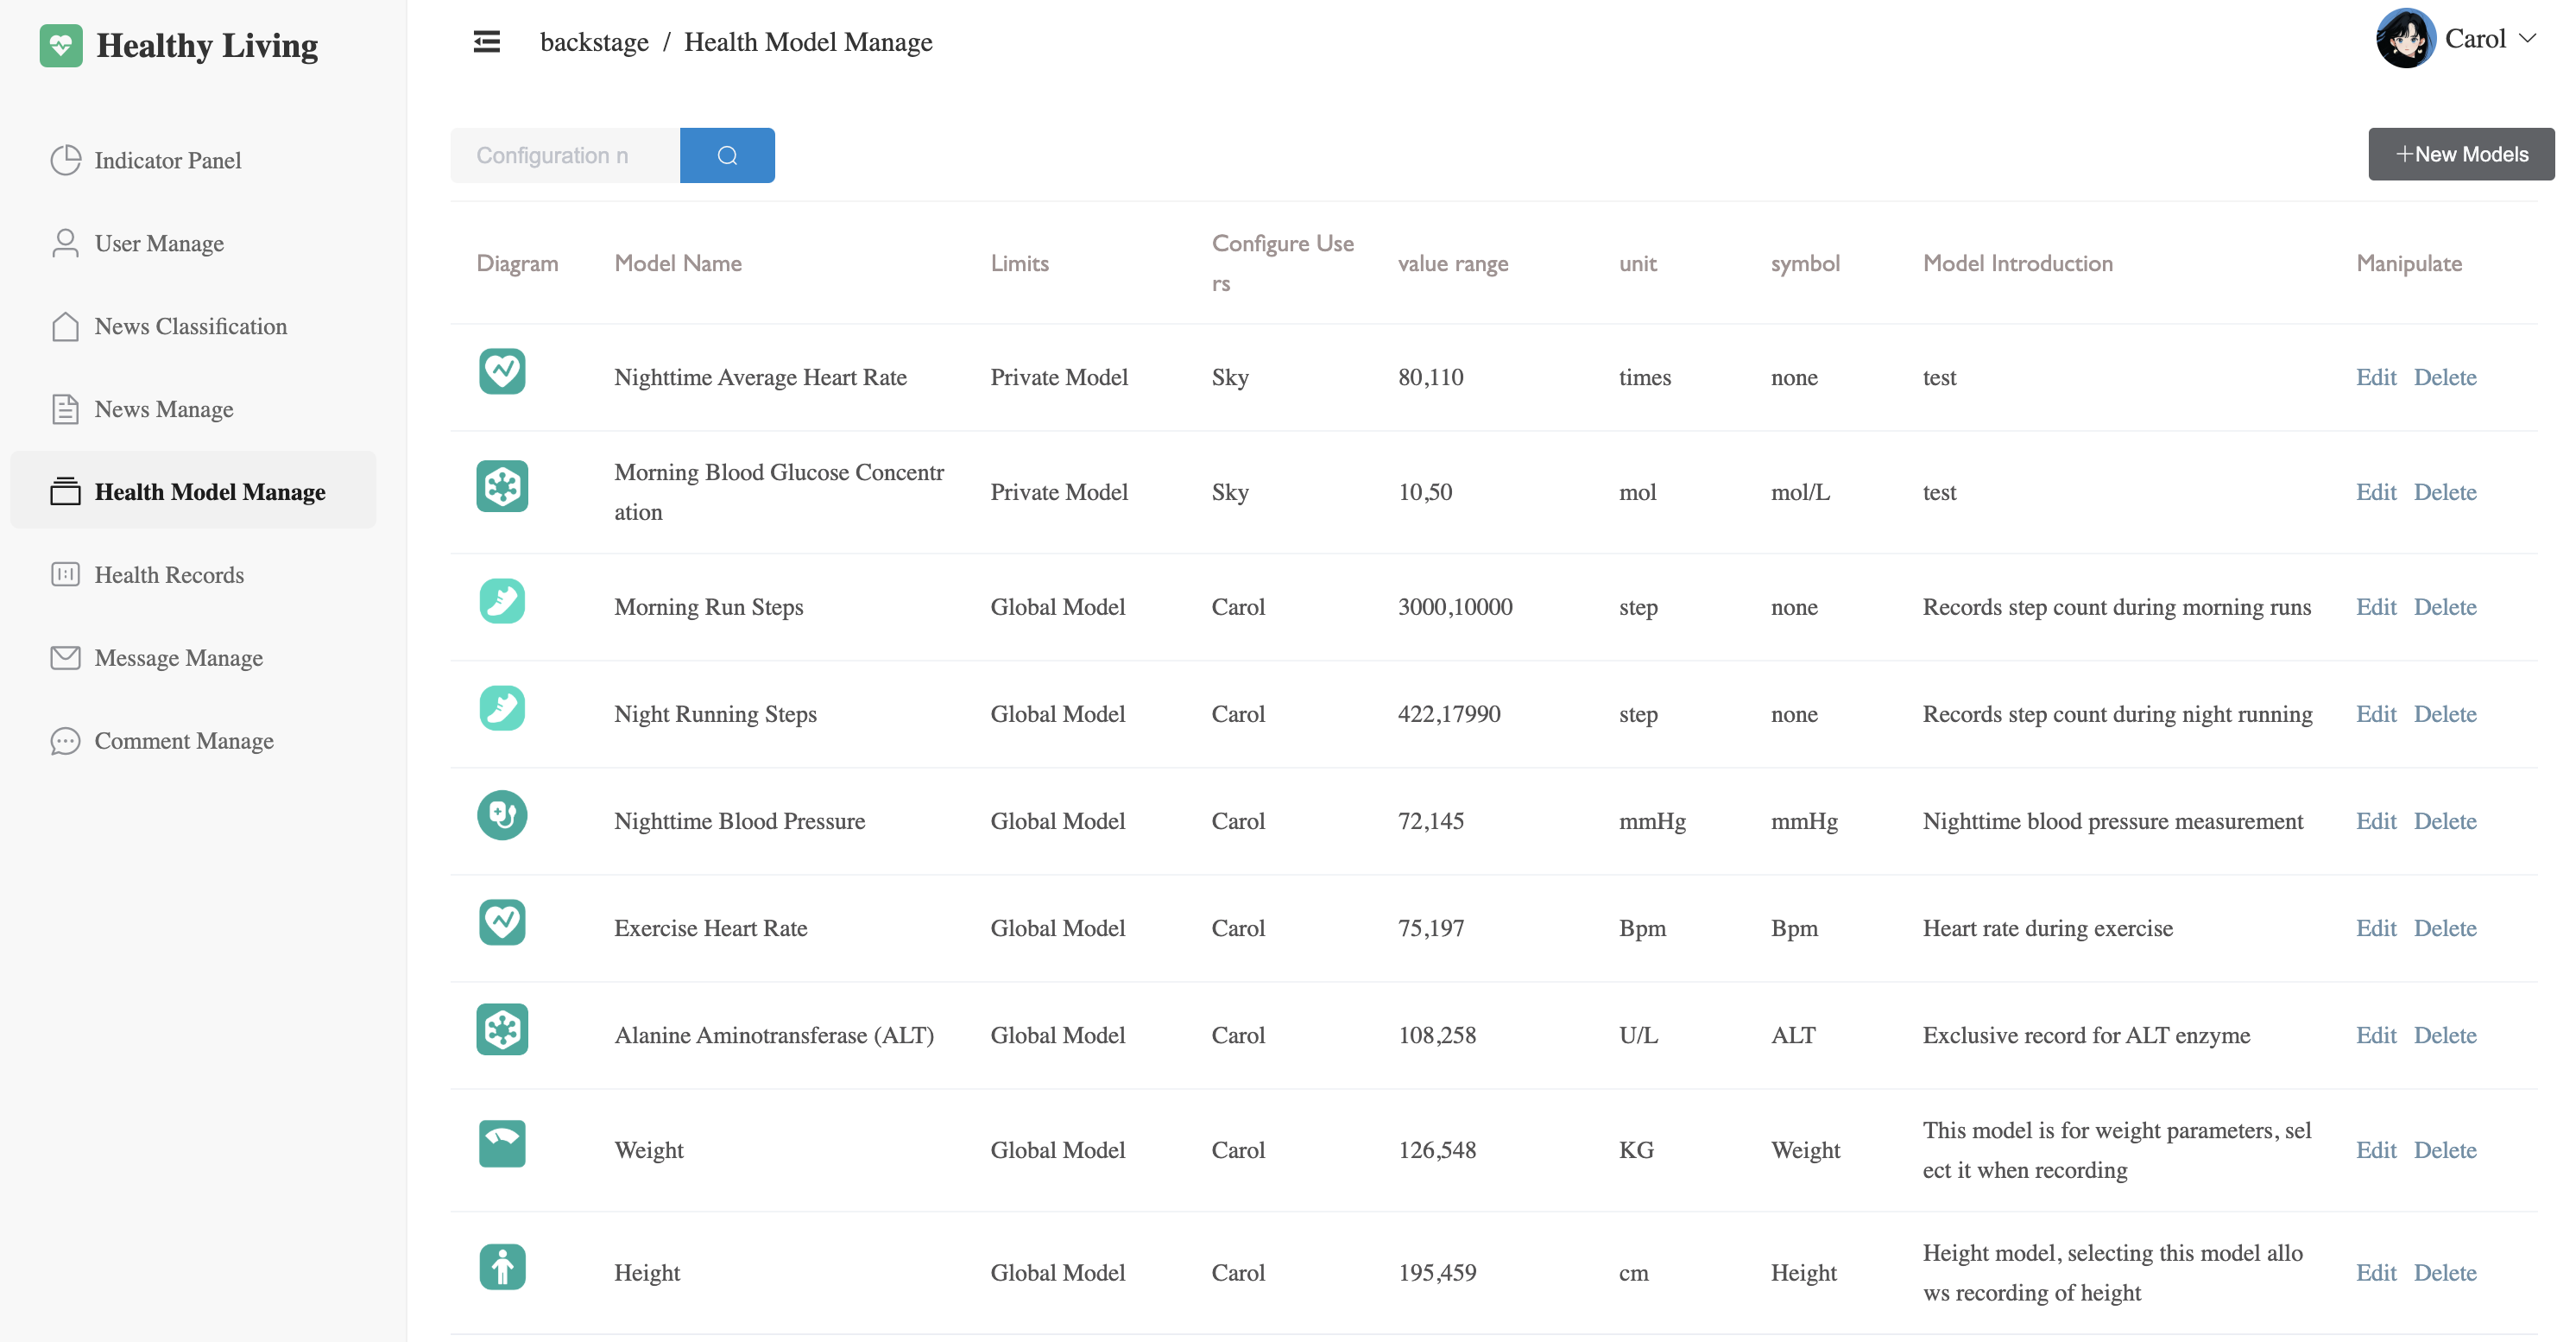 Healthy Living
backstage / Health Model Manage
Carol
Indicator Panel
User Manage
News Classification
News Manage
Health Model Manage
Health Records
Message Manage
Comment Manage
Configuration n
New Models
Diagram Model Name Limits Configure Use value range unit symbol Model Introduction Manipulate
rs
Nighttime Average Heart Rate Private Model Sky 80,110 times none test Edit Delete
Morning Blood Glucose Concentr
ation Private Model Sky 10,50 mol mol/L test Edit Delete
Morning Run Steps Global Model Carol 3000,10000 step none Records step count during morning runs Edit Delete
Night Running Steps Global Model Carol 422,17990 step none Records step count during night running Edit Delete
Nighttime Blood Pressure Global Model Carol 72,145 mmHg mmHg Nighttime blood pressure measurement Edit Delete
Exercise Heart Rate Global Model Carol 75,197 Bpm Bpm Heart rate during exercise Edit Delete
Alanine Aminotransferase (ALT) Global Model Carol 108,258 U/L ALT Exclusive record for ALT enzyme Edit Delete
Weight Global Model Carol 126,548 KG Weight This model is for weight parameters, sel
ect it when recording Edit Delete
Height Global Model Carol 195,459 cm Height Height model, selecting this model allo
ws recording of height Edit Delete